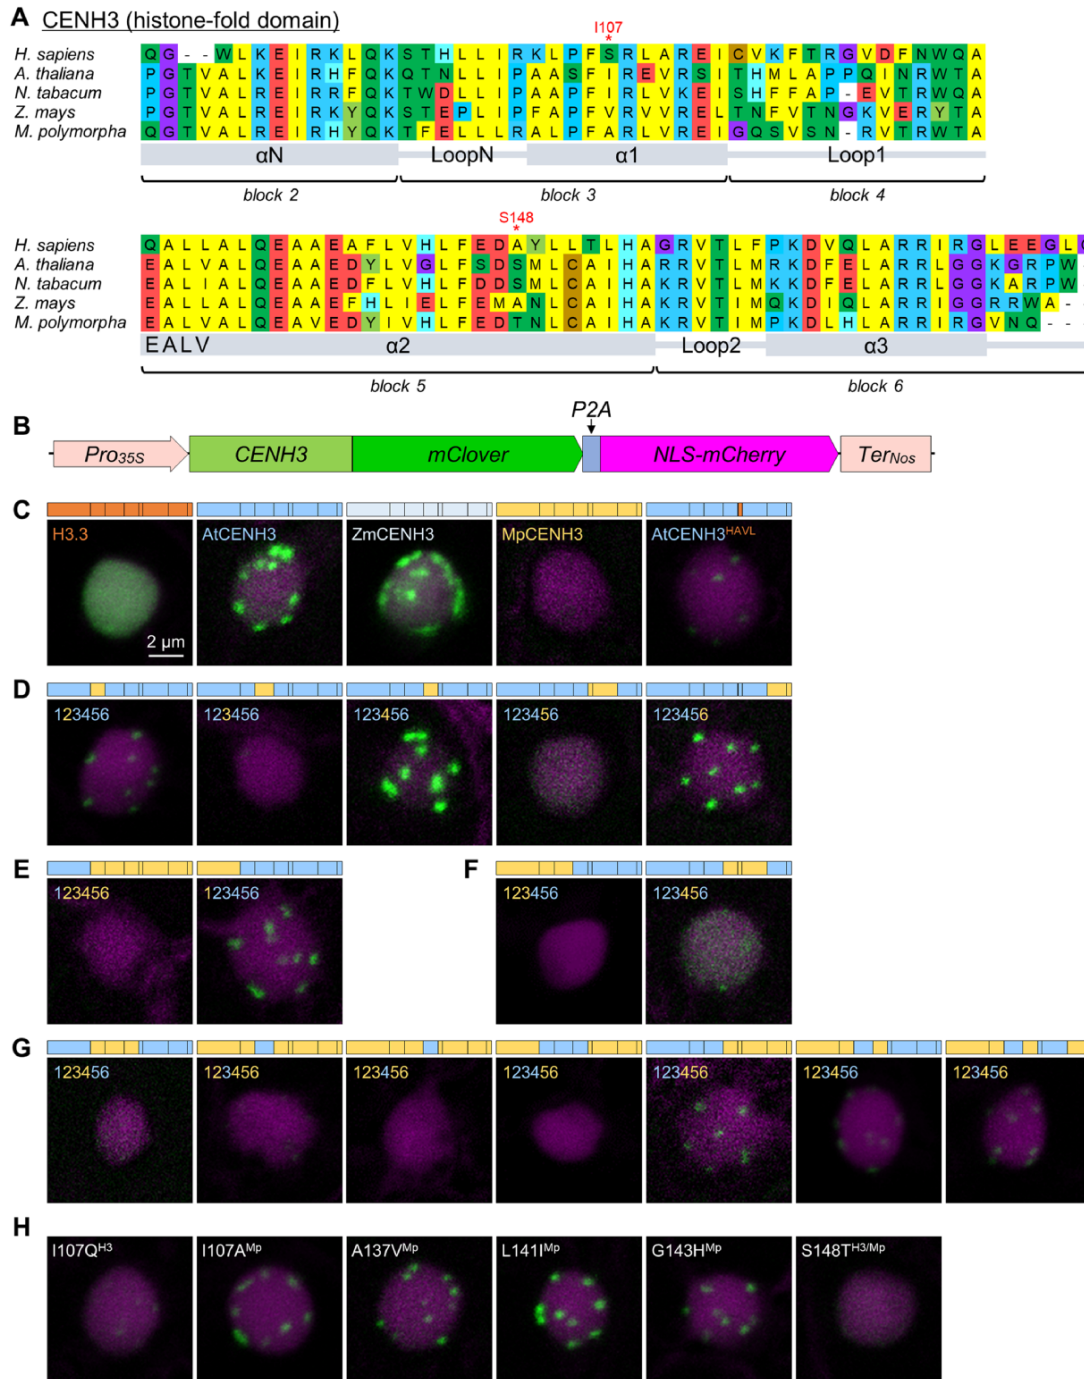 A CENH3 (histone-fold domain)
I107
*
H. sapiens Q G - - W L K E I R K L Q K S T H L L I R K L P F S R L A R E I C V K F T R G V D F N W Q A
A. thaliana P G T V A L K E I R H F Q K Q T N L L I P A A S F I R E V R S I T H M L A P P Q I N R W T A
N. tabacum P G T V A L R E I R R F Q K T W D L L I P A A P F I R L V K E I S H F F A P - E V T R W Q A
Z. mays P G T V A L R E I R K Y Q K S T E P L I P F A P F V R V V R E L T N F V T N G K V E R Y T A
M. polymorpha Q G T V A L R E I R H Y Q K T F E L L L R A L P F A R L V R E I G Q S V S N - R V T R W T A
αN LoopN α1 Loop1
block 2 block 3 block 4
S148
*
H. sapiens Q A L L A L Q E A A E A F L V H L F E D A Y L L T L H A G R V T L F P K D V Q L A R R I R G L E E G L
A. thaliana E A L V A L Q E A A E D Y L V G L F S D S M L C A I H A R R V T L M R K D F E L A R R L G G K G R P W
N. tabacum E A L I A L Q E A A E D Y L V H L F E D S M L C A I H A R R V T L M R K D F E L A R R L G G K A R P W
Z. mays E A L L A L Q E A A E F H L I E L F E M A N L C A I H A K R V T I M Q K D I Q L A R R I G G K R W A -
M. polymorpha E A L V A L Q E A V E D Y I V H L F E D T N L C A I H A K R V T I M P K D L H L A R R I R G V N Q - - -
EALV α2 Loop2 α3
block 5 block 6
B P2A
Pro35S CENH3 mClover NLS-mCherry TerNos
C
H3.3 AtCENH3 ZmCENH3 MpCENH3 AtCENH3HAVL
2 µm
D
123456 123456 123456 123456 123456
E F
123456 123456 123456 123456
G
123456 123456 123456 123456 123456 123456 123456
H
I107QH3 I107AMp A137VMp L141IMp G143HMp S148TH3/Mp